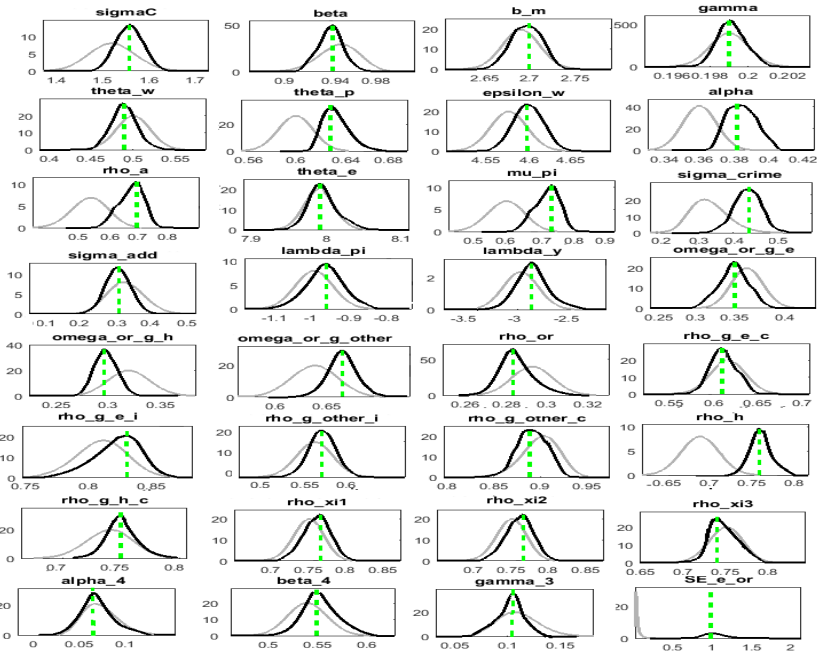 sigmaC beta b_m gamma
10 5 0 50 0 20 10 0 500 0
1.4 1.5 1.6 1.7 0.9 0.94 0.98 2.65 2.7 2.75 0.196 0.198 0.2 0.202
theta_w theta_p epsilon_w alpha
20 10 0 40 20 0 20 10 0 40 20 0
0.4 0.45 0.5 0.55 0.56 0.6 0.64 0.68 4.55 4.6 4.65 0.34 0.36 0.38 0.4 0.42
rho_a theta_e mu_pi sigma_crime
10 5 0 20 10 0 10 5 0 20 10 0
0.5 0.6 0.7 0.8 7.9 8 8.1 0.5 0.6 0.7 0.8 0.9 0.2 0.3 0.4 0.5
sigma_add lambda_pi lambda_y omega_or_g_e
10 5 0 10 5 0 2 0 20 10 0
0.1 0.2 0.3 0.4 0.5 -1.1 -1 -0.9 -0.8 -3.5 -3 -2.5 0.25 0.3 0.35 0.4
omega_or_g_h omega_or_g_other rho_or rho_g_e_c
40 20 0 20 0 50 0 20 10 0
0.25 0.3 0.35 0.6 0.65 0.26 .28 0.3 0.32 0.55 0.6 0.65 0.7
rho_g_e_i rho_g_other_i rho_g_otner_c rho_h
20 10 0 20 10 0 20 10 0 10 5 0
0.75 0.8 0.85 0.5 0.8 0.85 0.9 0.95 -0.65 0.8
rho_g_h_c rho_xi1 rho_xi2 rho_xi3
20 0 20 10 0 20 10 0 20 10 0
0.7 0.8 0.7 0.75 0.8 0.85 0.7 0.75 0.8 0.85 0.65 0.7 0.75 0.8
alpha_4 beta_4 gamma_3 SE_e_or
20 0 20 0 20 0 20 0
0 0.05 0.1 0.5 0.6 0.05 0.1 0.15 0.5 1 1.5 2